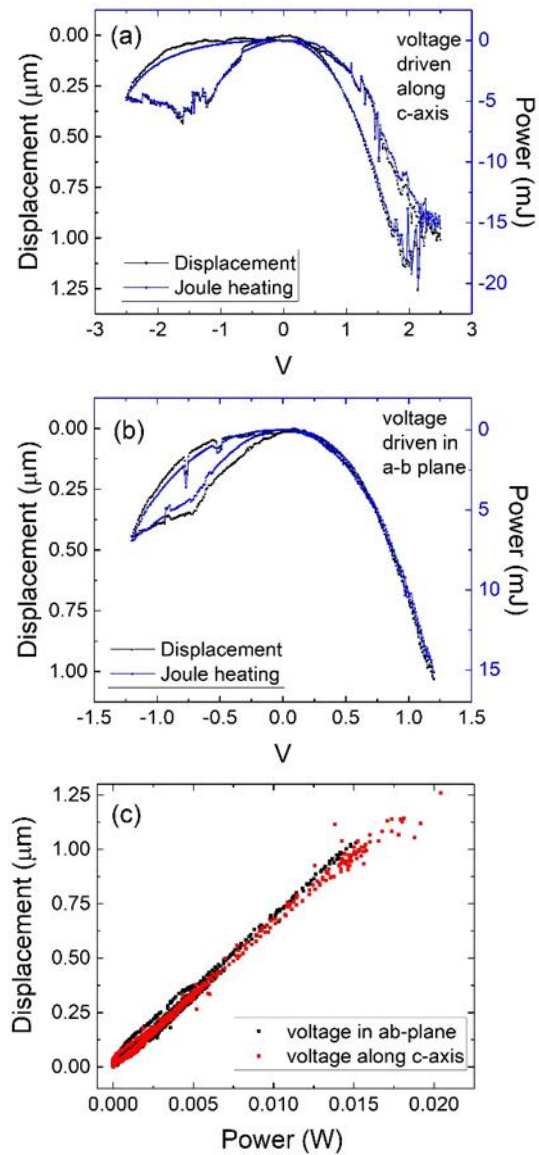 (a)
voltage
driven
along
c-axis
Displacement (μm)
0.00
0.25
0.50
0.75
1.00
1.25
Power (mJ)
0
-5
-10
-15
-20
Displacement
Joule heating
-3 -2 -1 0 1 2 3
V
(b)
voltage
driven in
a-b plane
Displacement (μm)
0.00
0.25
0.50
0.75
1.00
Power (mJ)
0
5
10
15
Displacement
Joule heating
-1.5 -1.0 -0.5 0.0 0.5 1.0 1.5
V
(c)
Displacement (μm)
1.25
1.00
0.75
0.50
0.25
0.00
voltage in ab-plane
voltage along c-axis
0.000 0.005 0.010 0.015 0.020
Power (W)